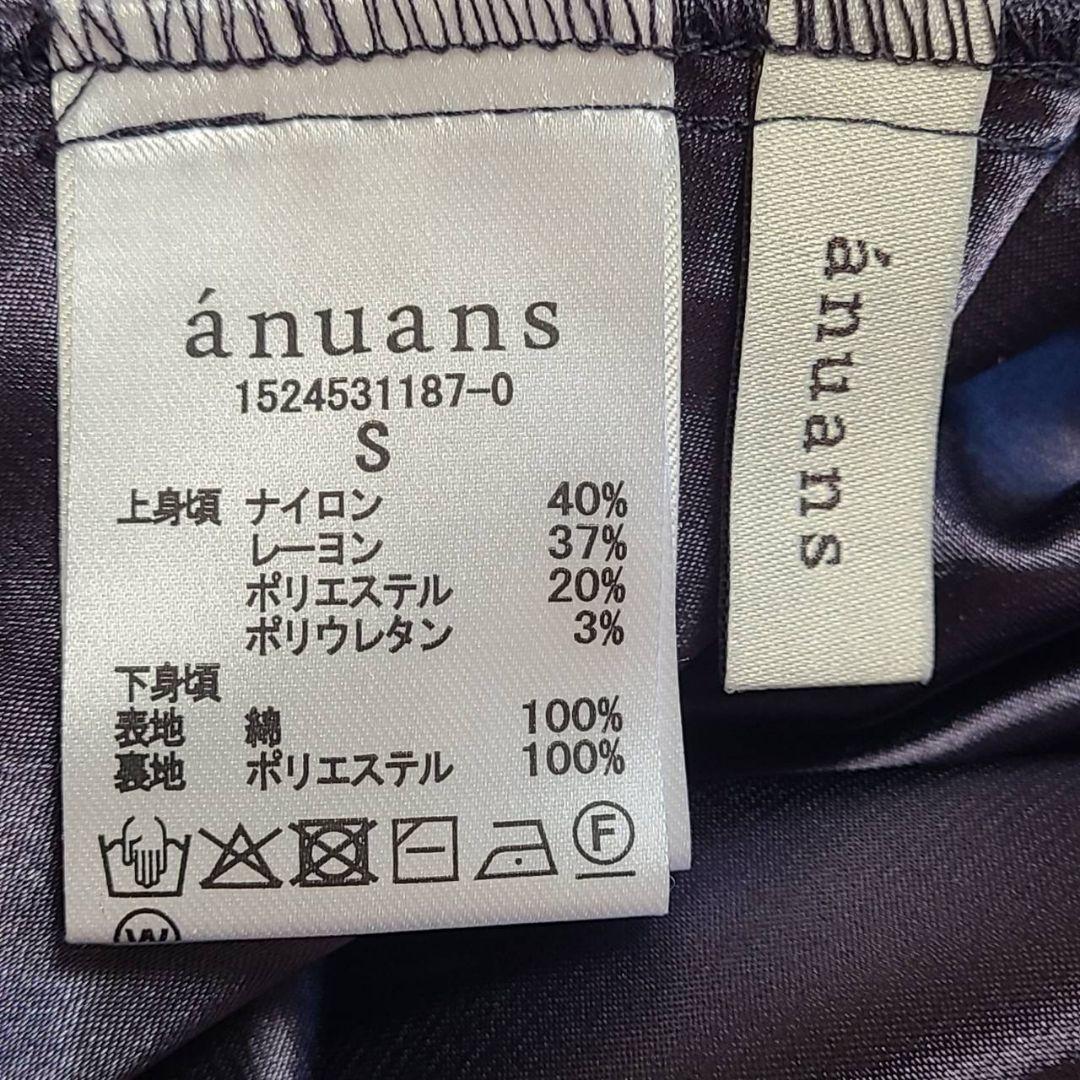 ánuans
1524531187-0
S
上身頃 ナイロン 40%
レーヨン 37%
ポリエステル 20%
ポリウレタン 3%
下身頃
表地 綿 100%
裏地 ポリエステル 100%
F
W
ánuans